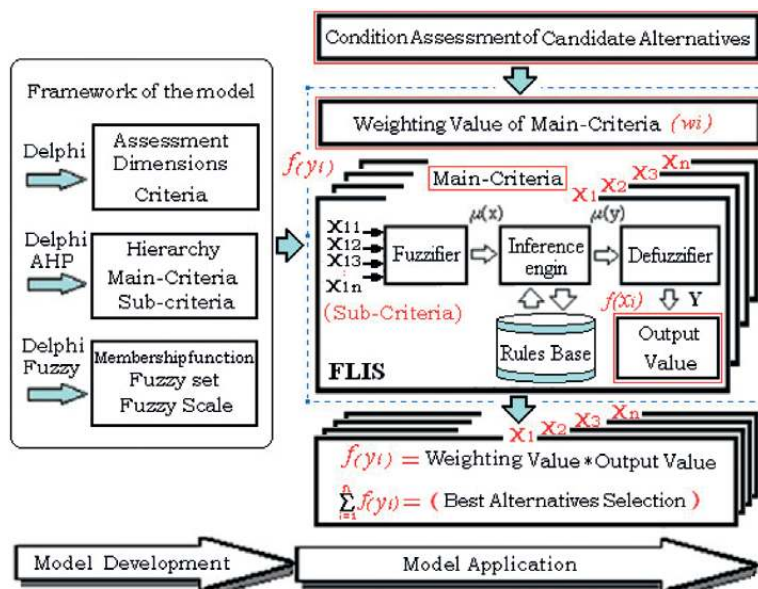 Condition Assessment of Candidate Alternatives
Framework of the model
Delphi
Assessment
Dimensions
Criteria
Delphi
AHP
Hierarchy
Main-Criteria
Sub-criteria
Delphi
Fuzzy
Membership function
Fuzzy set
Fuzzy Scale
Weighting Value of Main-Criteria (wi)
f(yi)
Main-Criteria
X1 X2 X3 Xn
X11
X12
X13
X1n
(Sub-Criteria)
Fuzzifier
μ(x)
Inference
engin
μ(y)
Defuzzifier
f(xi)
Y
Rules Base
Output
Value
FLIS
X1 X2 X3 Xn
f(yi) = Weighting Value * Output Value
n
∑ f(yi) = ( Best Alternatives Selection )
i=1
Model Development
Model Application